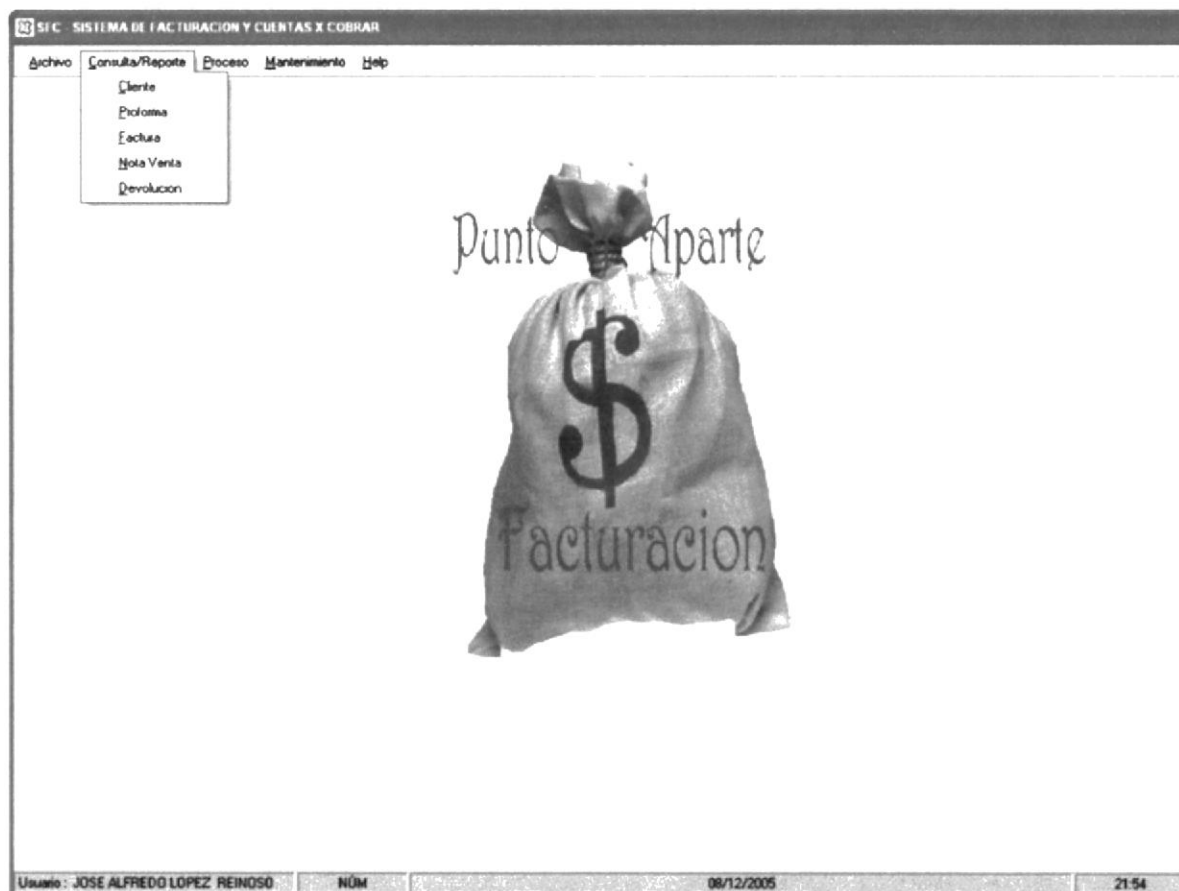 SFC - SISTEMA DE FACTURACION Y CUENTAS X COBRAR
Archivo Consulta/Reporte Proceso Mantenimiento Help
Cliente
Proforma
Factura
Nota Venta
Devolucion
Punto Aparte
$
Facturacion
Usuario : JOSE ALFREDO LOPEZ REINOSO NÚM 08/12/2005 21:54